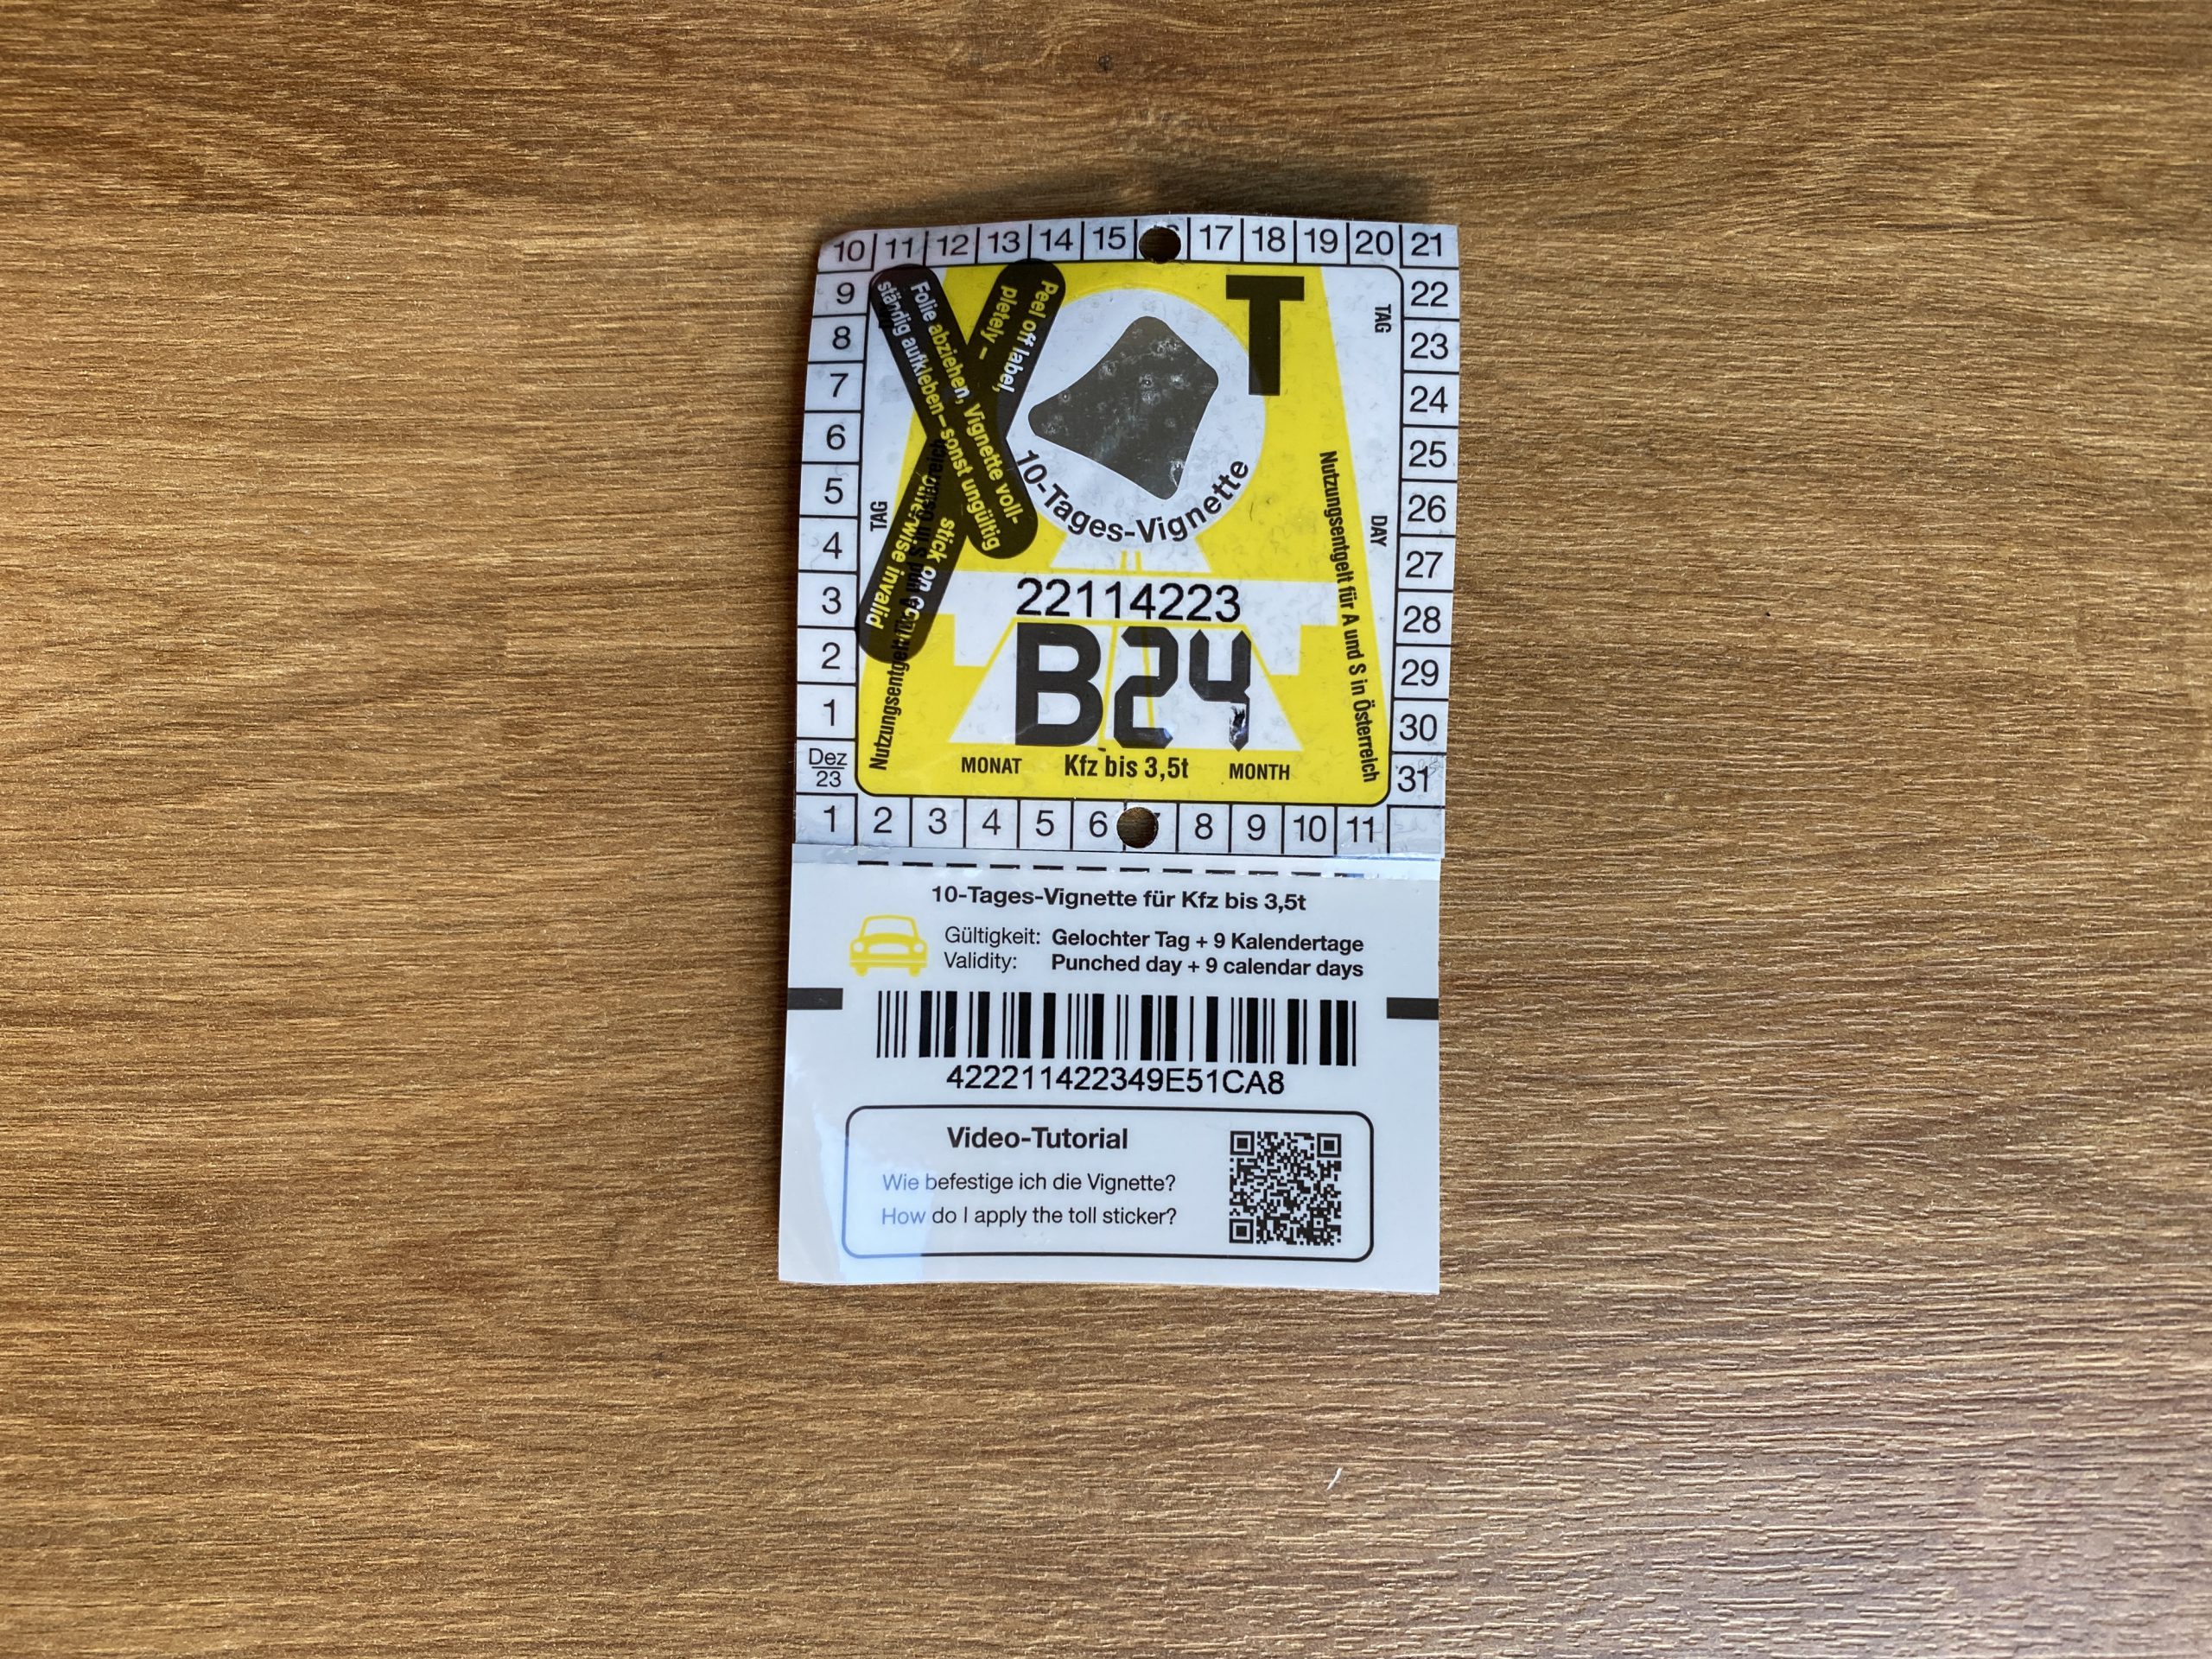 10 11 12 13 14 15 17 18 19 20 21
9 22
8 23
7 24
6 25
5 26
4 27
3 28
2 29
1 30
Dez
23
31
1 2 3 4 5 6 8 9 10 11
T
TAG
TAG
DAY
Peel off label,
pletely –
stick on
otherwise invalid
Folie abziehen, Vignette voll-
ständig aufkleben – sonst ungültig
10-Tages-Vignette
Nutzungsentgelt für A und S in Österreich
Nutzungsentgelt für A und S in Österreich
22114223
B24
MONAT Kfz bis 3,5t MONTH
10-Tages-Vignette für Kfz bis 3,5t
Gültigkeit: Gelochter Tag + 9 Kalendertage
Validity: Punched day + 9 calendar days
422211422349E51CA8
Video-Tutorial
Wie befestige ich die Vignette?
How do I apply the toll sticker?